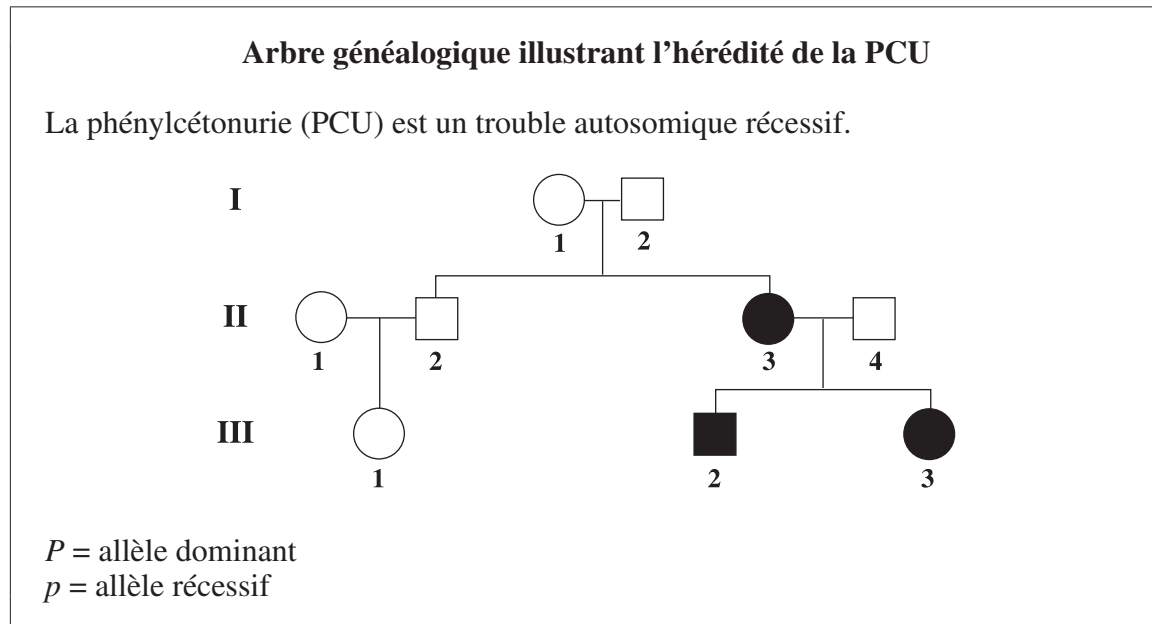 Arbre généalogique illustrant l’hérédité de la PCU
La phénylcétonurie (PCU) est un trouble autosomique récessif.
I
1 2
II
1 2 3 4
III
1 2 3
P = allèle dominant
p = allèle récessif